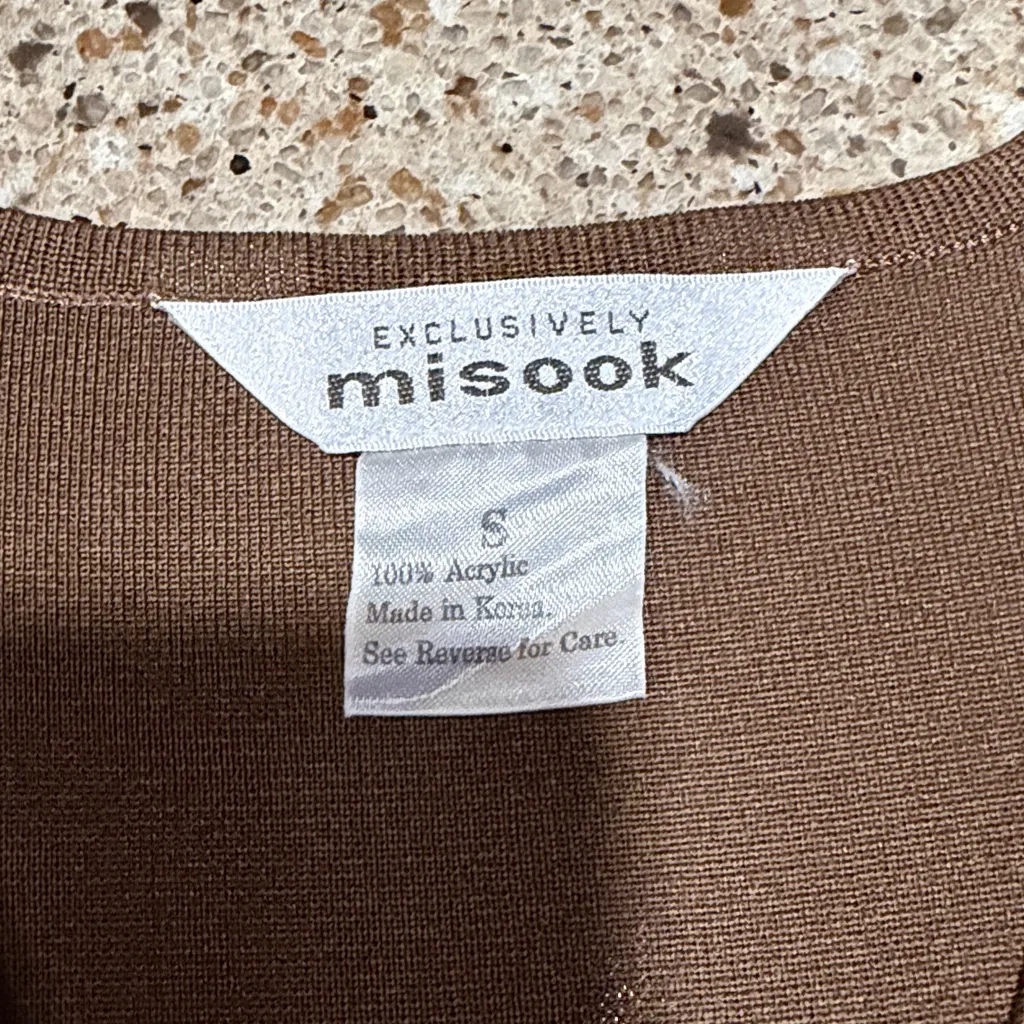 EXCLUSIVELY
misook
S
100% Acrylic
Made in Korea.
See Reverse for Care